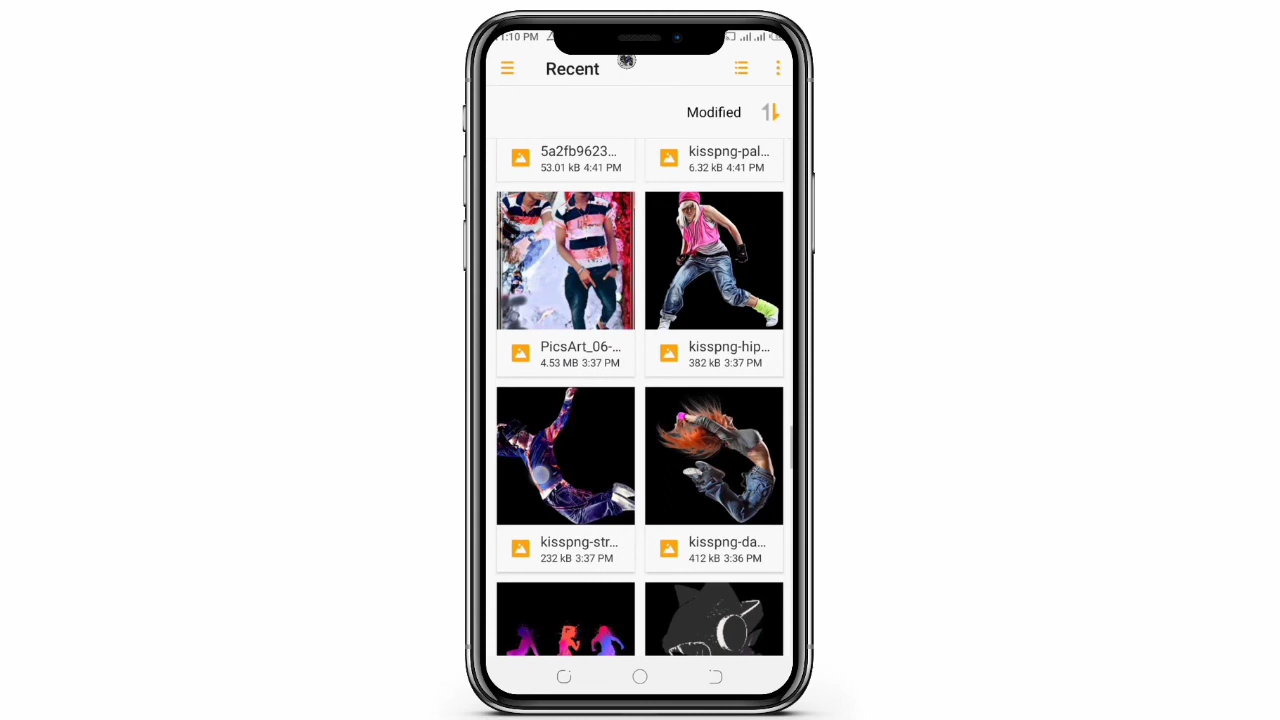 1:10 PM
Recent
Modified
5a2fb9623...
53.01 kB 4:41 PM
kisspng-pal...
6.32 kB 4:41 PM
PicsArt_06-...
4.53 MB 3:37 PM
kisspng-hip...
382 kB 3:37 PM
kisspng-str...
232 kB 3:37 PM
kisspng-da...
412 kB 3:36 PM